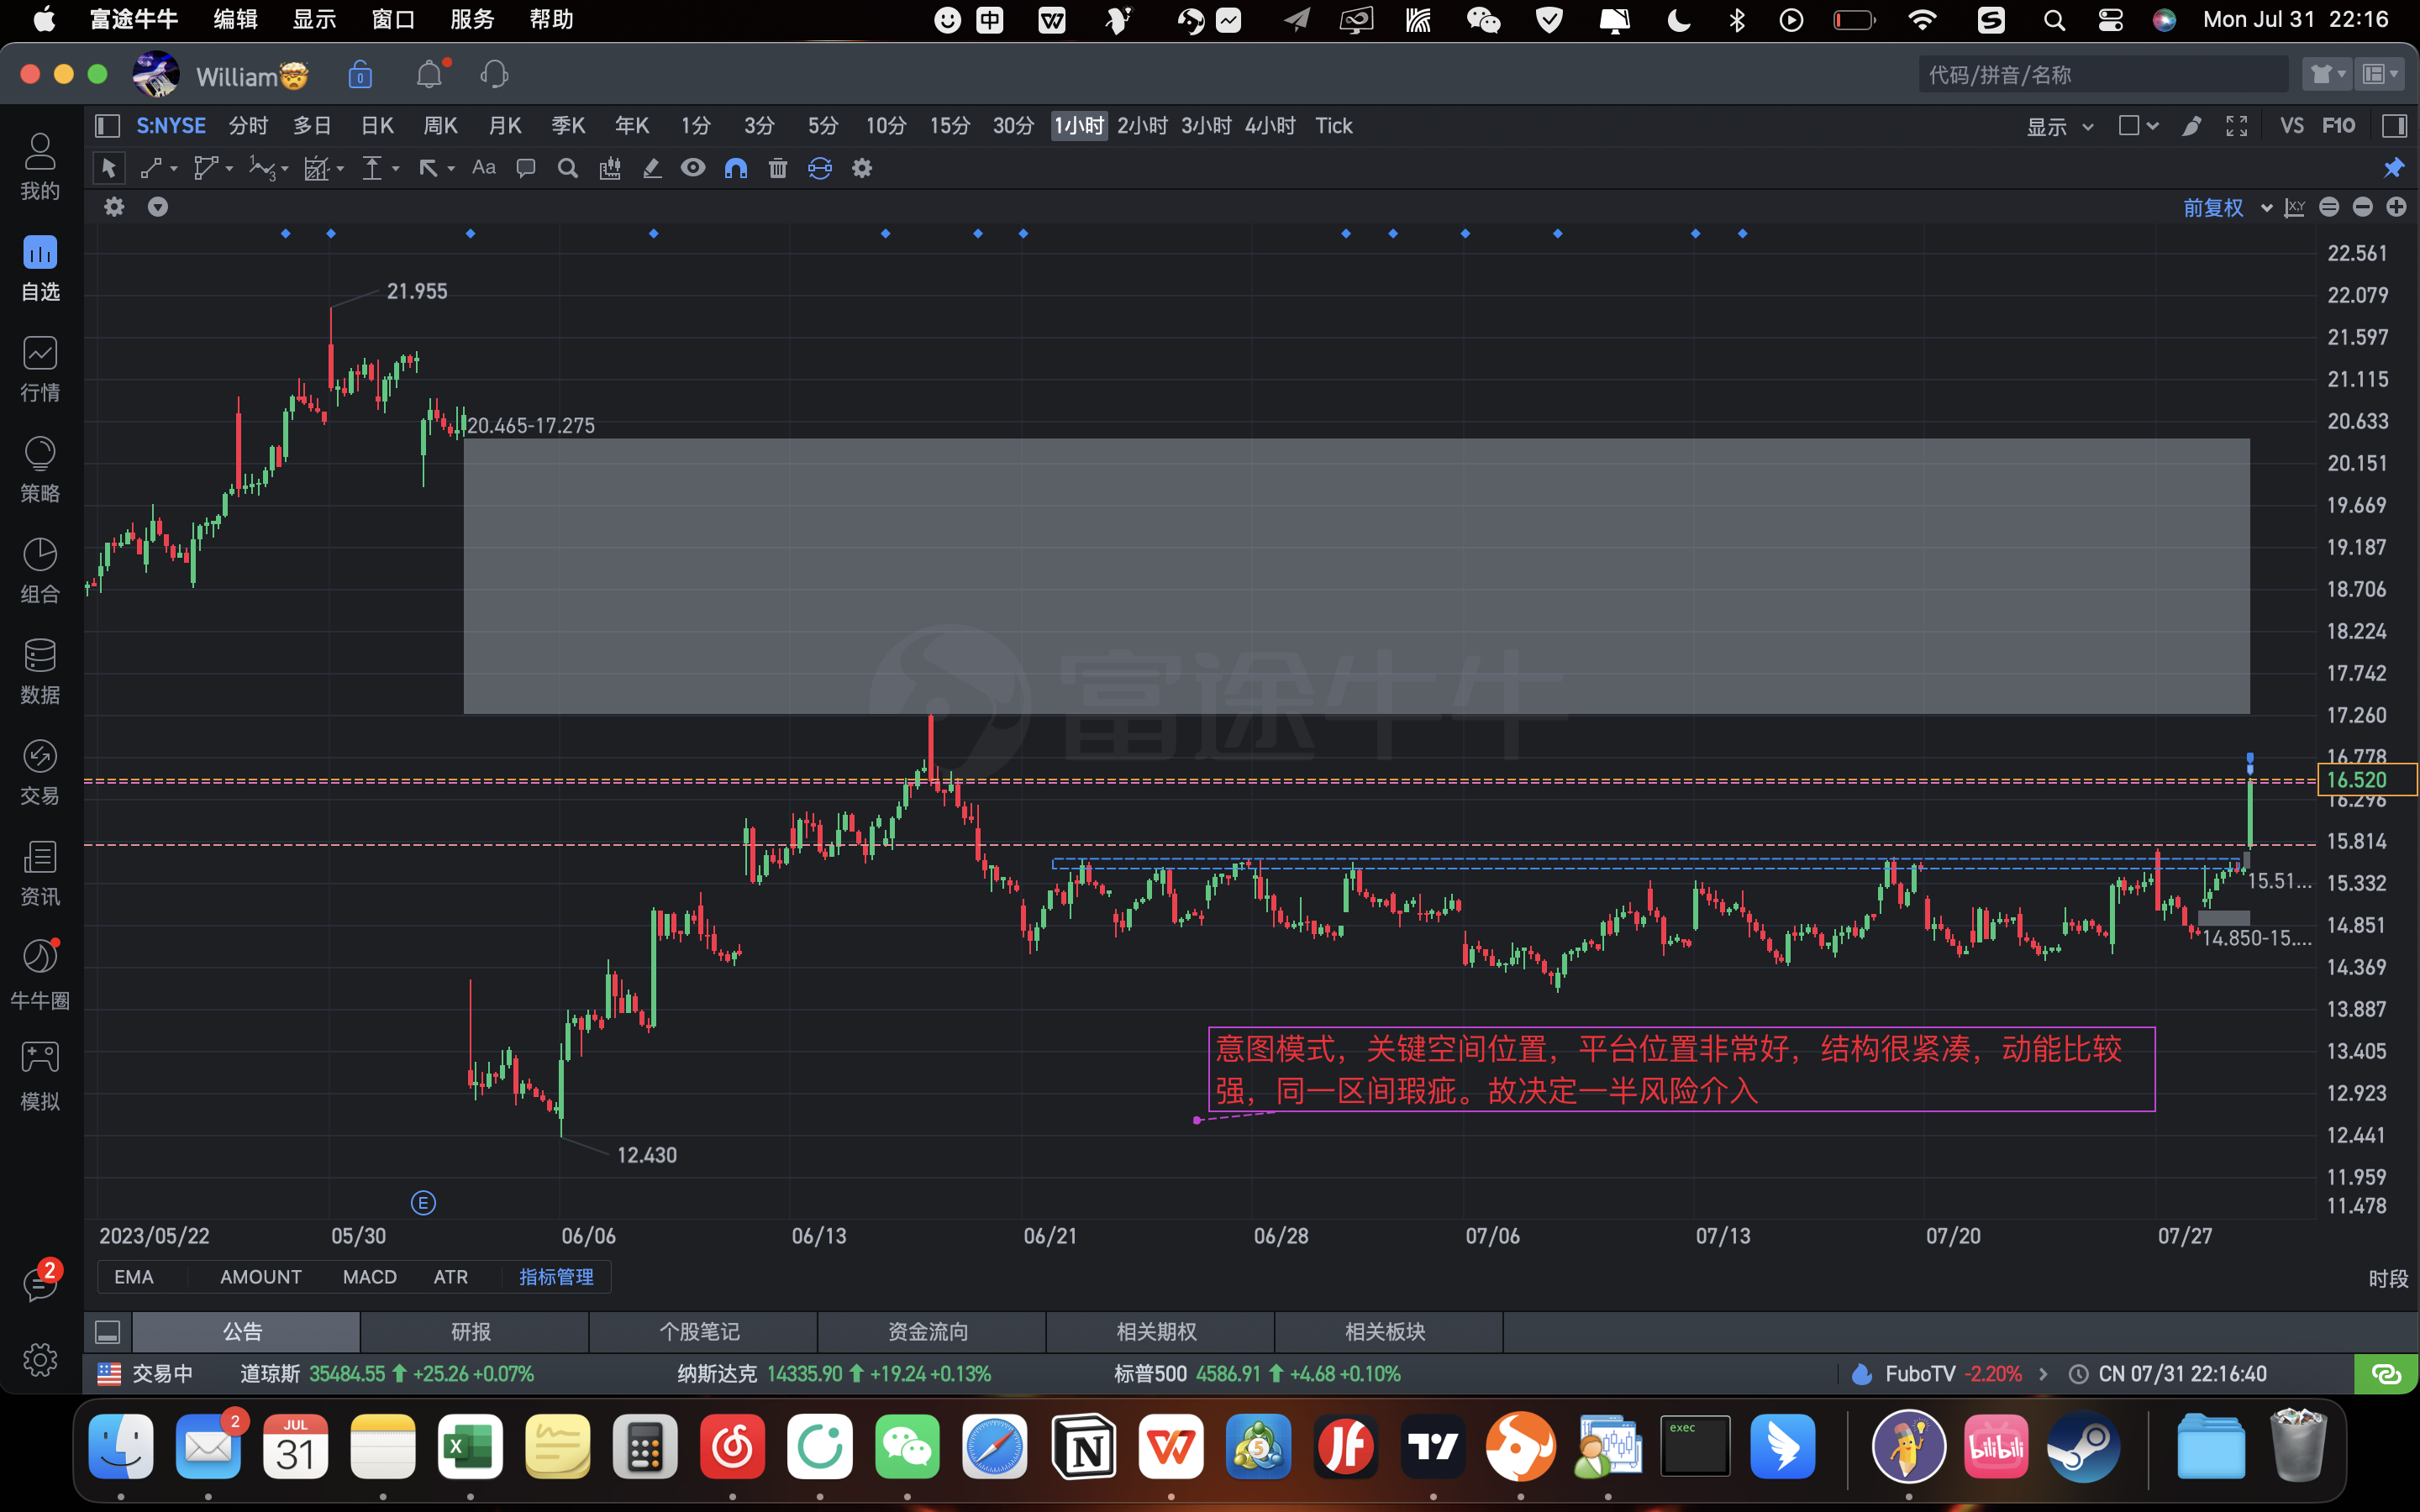 富途牛牛 编辑 显示 窗口 服务 帮助 中 Mon Jul 31 22:16
William🤯 代码/拼音/名称
S:NYSE 分时 多日 日K 周K 月K 季K 年K 1分 3分 5分 10分 15分 30分 1小时 2小时 3小时 4小时 Tick 显示 VS F10
Aa
前复权
我的
自选
行情
策略
组合
数据
交易
资讯
牛牛圈
模拟
2
22.561
22.079
21.597
21.115
20.633
20.151
19.669
19.187
18.706
18.224
17.742
17.260
16.778
16.520
16.296
15.814
15.332
14.851
14.369
13.887
13.405
12.923
12.441
11.959
11.478
21.955
20.465-17.275
富途牛牛
15.51...
14.850-15....
意图模式，关键空间位置，平台位置非常好，结构很紧凑，动能比较
强，同一区间瑕疵。故决定一半风险介入
12.430
E
2023/05/22 05/30 06/06 06/13 06/21 06/28 07/06 07/13 07/20 07/27
EMA AMOUNT MACD ATR 指标管理 时段
公告 研报 个股笔记 资金流向 相关期权 相关板块
交易中 道琼斯 35484.55 +25.26 +0.07% 纳斯达克 14335.90 +19.24 +0.13% 标普500 4586.91 +4.68 +0.10% FuboTV -2.20% CN 07/31 22:16:40
2 JUL 31 5 JF exec bilibili